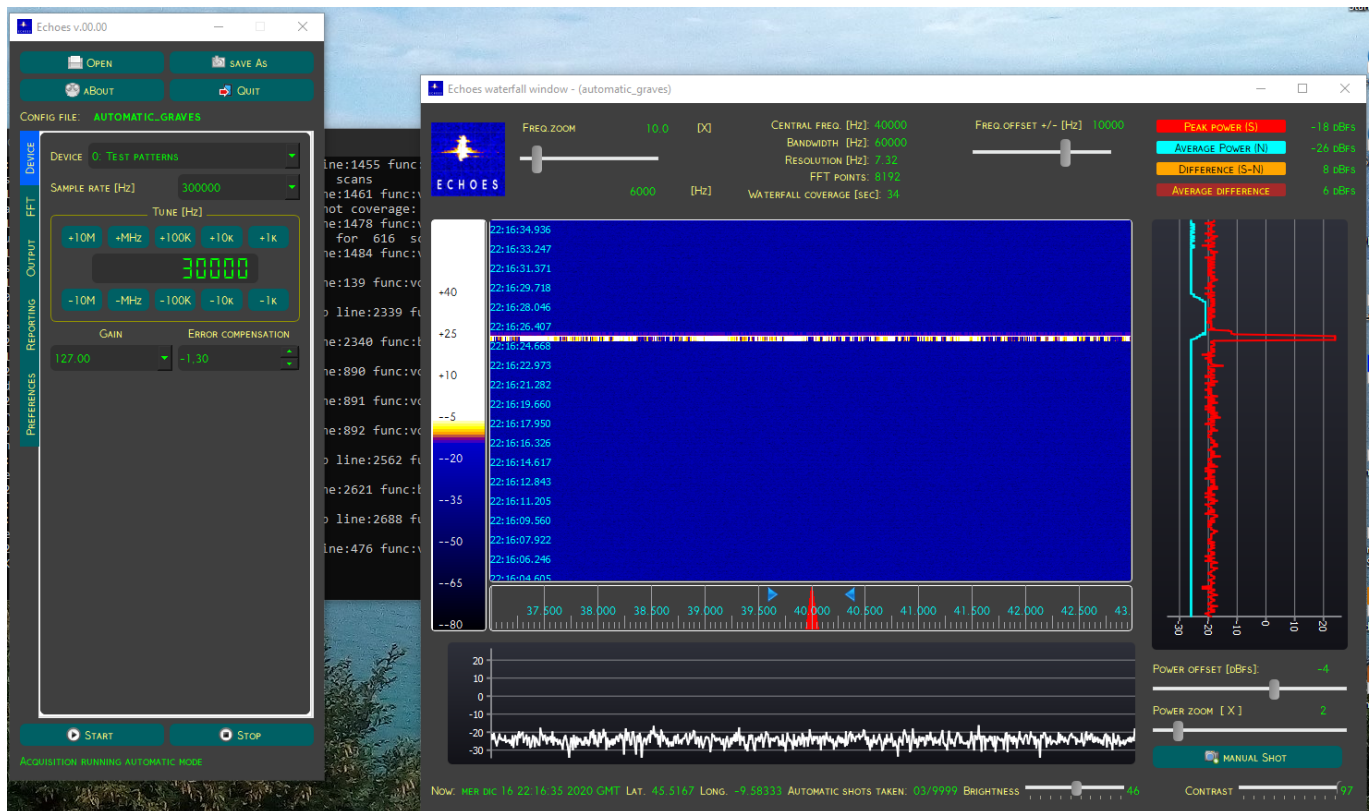 Echoes v.00.00
OPEN
SAVE AS
ABOUT
QUIT
CONFIG FILE: AUTOMATIC_GRAVES
DEVICE
FFT
OUTPUT
REPORTING
PREFERENCES
DEVICE 0: TEST PATTERNS
SAMPLE RATE [HZ] 300000
TUNE [HZ]
+10M +MHZ +100K +10K +1K
30000
-10M -MHZ -100K -10K -1K
GAIN ERROR COMPENSATION
127.00 -1,30
START STOP
ACQUISITION RUNNING AUTOMATIC MODE
ine:1455 func:
scans
ne:1461 func:v
not coverage:
ne:1478 func:v
for 616 sc
ne:1484 func:v
ne:139 func:vo
line:2339 fu
ne:2340 func:b
ne:890 func:vo
ne:891 func:vo
ne:892 func:vo
line:2562 fu
ne:2621 func:b
line:2688 fu
ine:476 func:v
Echoes waterfall window - (automatic_graves)
ECHOES
FREQ.ZOOM 10.0 [X]
6000 [HZ]
CENTRAL FREQ. [HZ]: 40000
BANDWIDTH [HZ]: 60000
RESOLUTION [HZ]: 7.32
FFT POINTS: 8192
WATERFALL COVERAGE [SEC]: 34
FREQ.OFFSET +/- [HZ] 10000
PEAK POWER (S) -18 DBFS
AVERAGE POWER (N) -26 DBFS
DIFFERENCE (S-N) 8 DBFS
AVERAGE DIFFERENCE 6 DBFS
+40
+25
+10
--5
--20
--35
--50
--65
--80
22:16:34.936
22:16:33.247
22:16:31.371
22:16:29.718
22:16:28.046
22:16:26.407
22:16:24.668
22:16:22.973
22:16:21.282
22:16:19.660
22:16:17.950
22:16:16.326
22:16:14.617
22:16:12.843
22:16:11.205
22:16:09.560
22:16:07.922
22:16:06.246
22:16:04.605
37.500 38.000 38.500 39.000 39.500 40.000 40.500 41.000 41.500 42.000 42.500 43.
-30 -20 -10 -0 -10 -20
20
10
0
-10
-20
-30
POWER OFFSET [DBFS]: -4
POWER ZOOM [ X ] 2
MANUAL SHOT
NOW: MER DIC 16 22:16:35 2020 GMT LAT. 45.5167 LONG. -9.58333 AUTOMATIC SHOTS TAKEN: 03/9999 BRIGHTNESS 46 CONTRAST 97